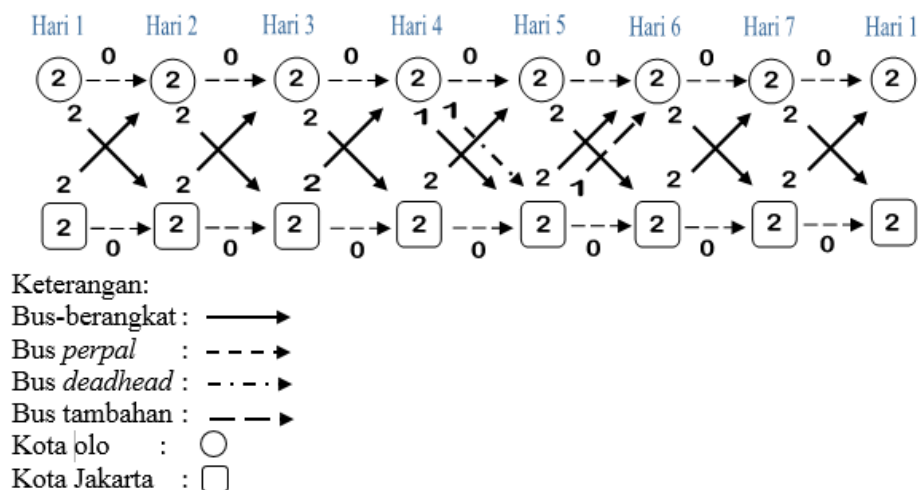 Hari 1 Hari 2 Hari 3 Hari 4 Hari 5 Hari 6 Hari 7 Hari 1
0 0 0 0 0 0 0
2 2 2 2 2 2 2 2
2 2 2 1 1 2 2 2
2 2 2 2 2 1 2 2
2 2 2 2 2 2 2 2
0 0 0 0 0 0 0
Keterangan:
Bus-berangkat :
Bus perpal :
Bus deadhead :
Bus tambahan :
Kota olo :
Kota Jakarta :